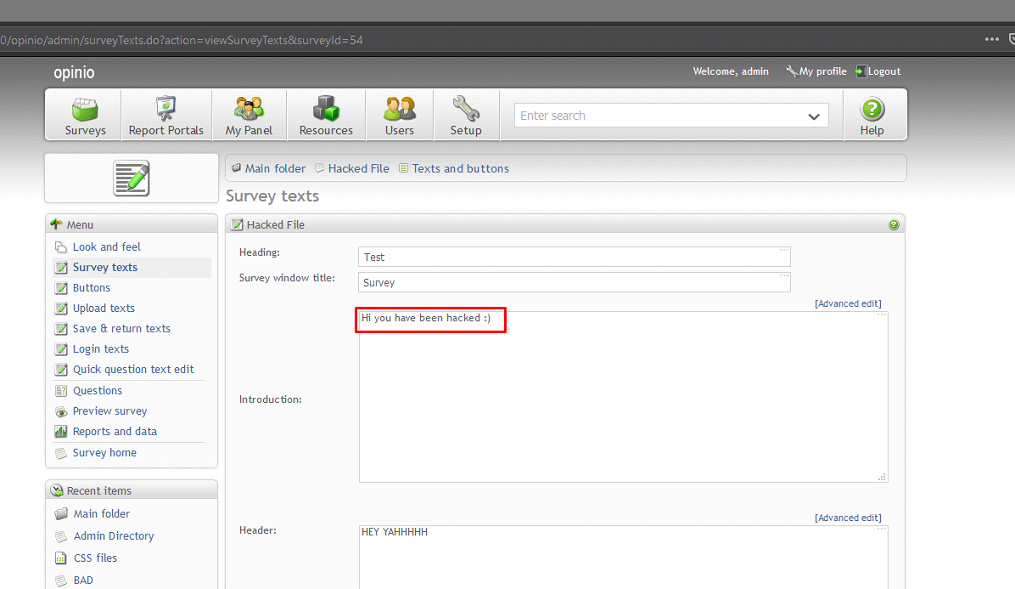 0/opinio/admin/surveyTexts.do?action=viewSurveyTexts&surveyId=54
opinio
Welcome, admin My profile Logout
Surveys Report Portals My Panel Resources Users Setup Enter search Help
Main folder Hacked File Texts and buttons
Survey texts
Menu
Look and feel
Survey texts
Buttons
Upload texts
Save & return texts
Login texts
Quick question text edit
Questions
Preview survey
Reports and data
Survey home
Recent items
Main folder
Admin Directory
CSS files
BAD
Hacked File
Heading: Test
Survey window title: Survey
[Advanced edit]
Hi you have been hacked :)
Introduction:
[Advanced edit]
Header: HEY YAHHHHH